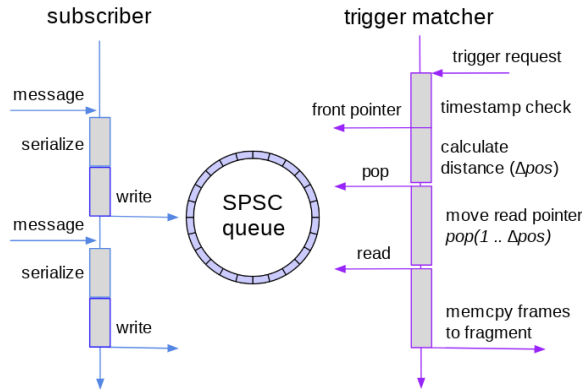 subscriber
message
serialize
write
message
serialize
write
SPSC
queue
trigger matcher
trigger request
front pointer
timestamp check
calculate
distance (Δpos)
pop
move read pointer
pop(1 .. Δpos)
read
memcpy frames
to fragment